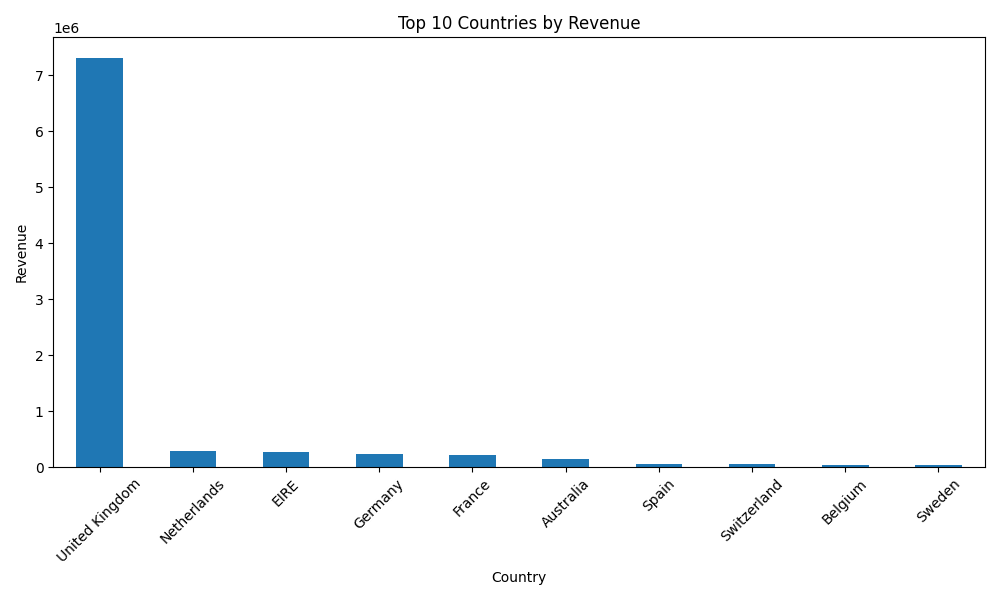 Top 10 Countries by Revenue
1e6
7
6
5
4
3
2
1
0
Revenue
United Kingdom
Netherlands
EIRE
Germany
France
Australia
Spain
Switzerland
Belgium
Sweden
Country